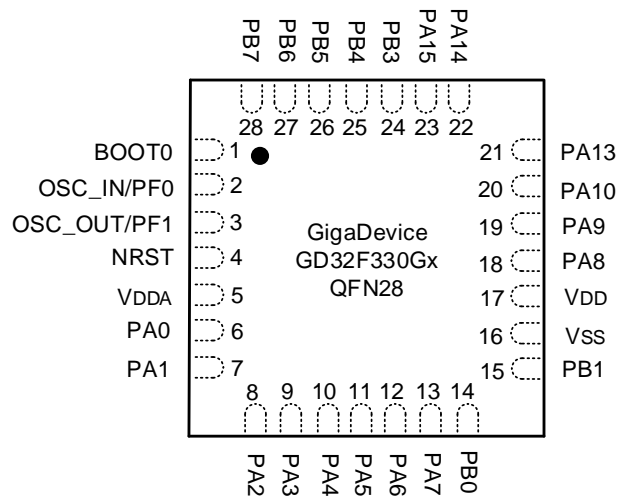 PB7 PB6 PB5 PB4 PB3 PA15 PA14
28 27 26 25 24 23 22
BOOT0 1 21 PA13
OSC_IN/PF0 2 20 PA10
OSC_OUT/PF1 3 19 PA9
NRST 4 18 PA8
VDDA 5 17 VDD
PA0 6 16 VSS
PA1 7 15 PB1
GigaDevice
GD32F330Gx
QFN28
8 9 10 11 12 13 14
PA2 PA3 PA4 PA5 PA6 PA7 PB0